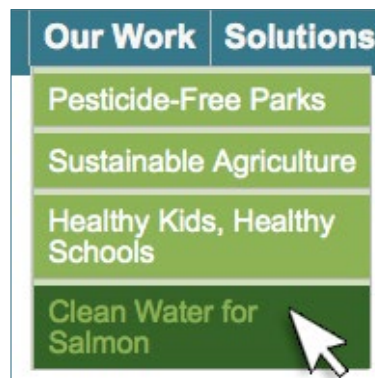 Our Work Solutions
Pesticide-Free Parks
Sustainable Agriculture
Healthy Kids, Healthy
Schools
Clean Water for
Salmon